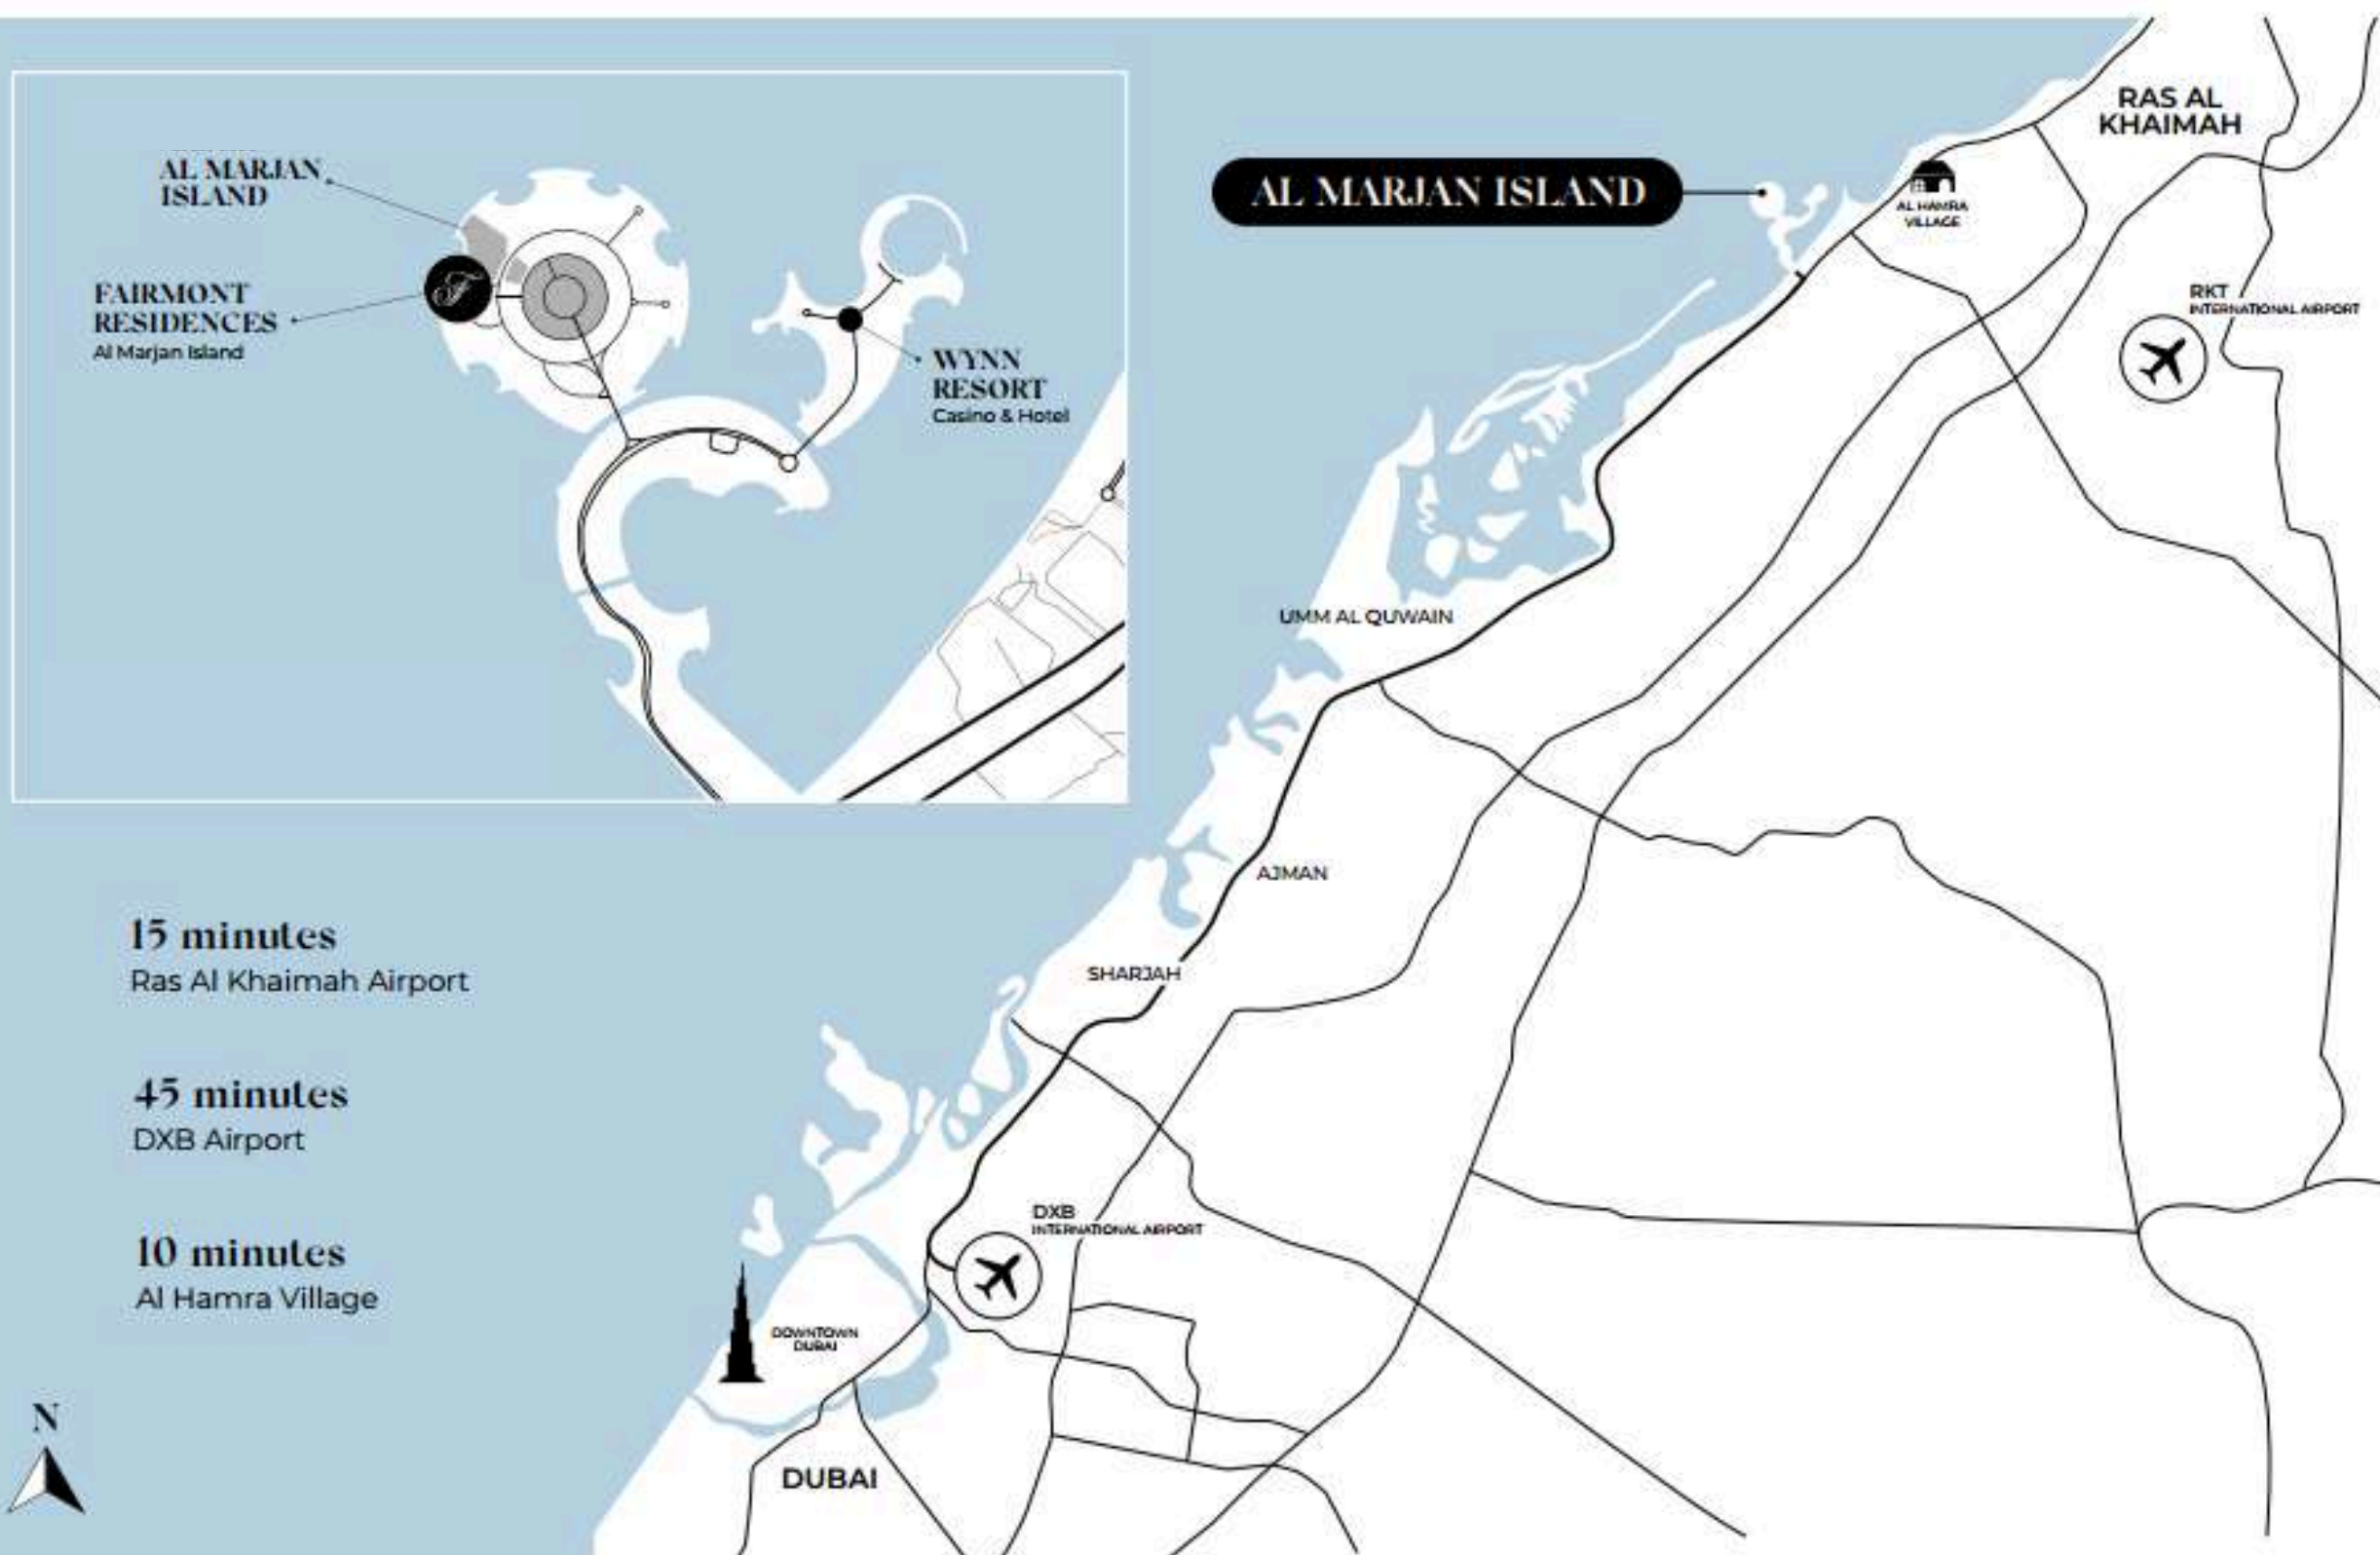 AL MARJAN
ISLAND
FAIRMONT
RESIDENCES
Al Marjan Island
WYNN
RESORT
Casino & Hotel
AL MARJAN ISLAND
RAS AL
KHAIMAH
AL HAMRA
VILLAGE
RKT
INTERNATIONAL AIRPORT
UMM AL QUWAIN
AJMAN
SHARJAH
DXB
INTERNATIONAL AIRPORT
DOWNTOWN
DUBAI
DUBAI
15 minutes
Ras Al Khaimah Airport
45 minutes
DXB Airport
10 minutes
Al Hamra Village
N
F